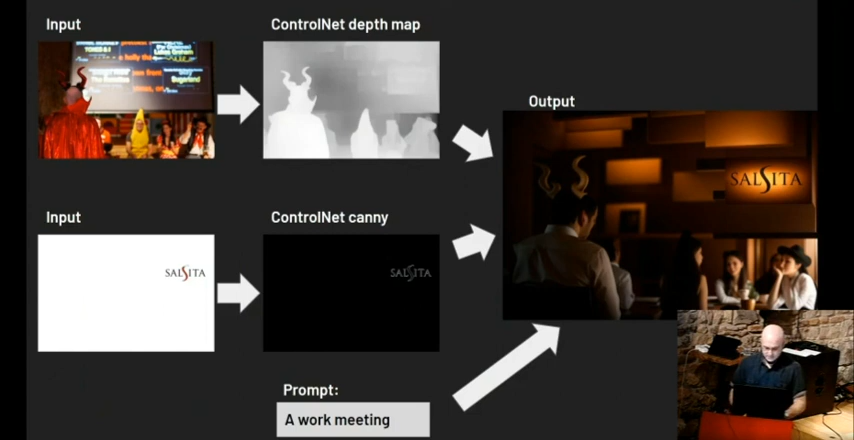 Input
ControlNet depth map
Output
SALSITA
Input
ControlNet canny
SALSITA
SALSITA
Prompt:
A work meeting